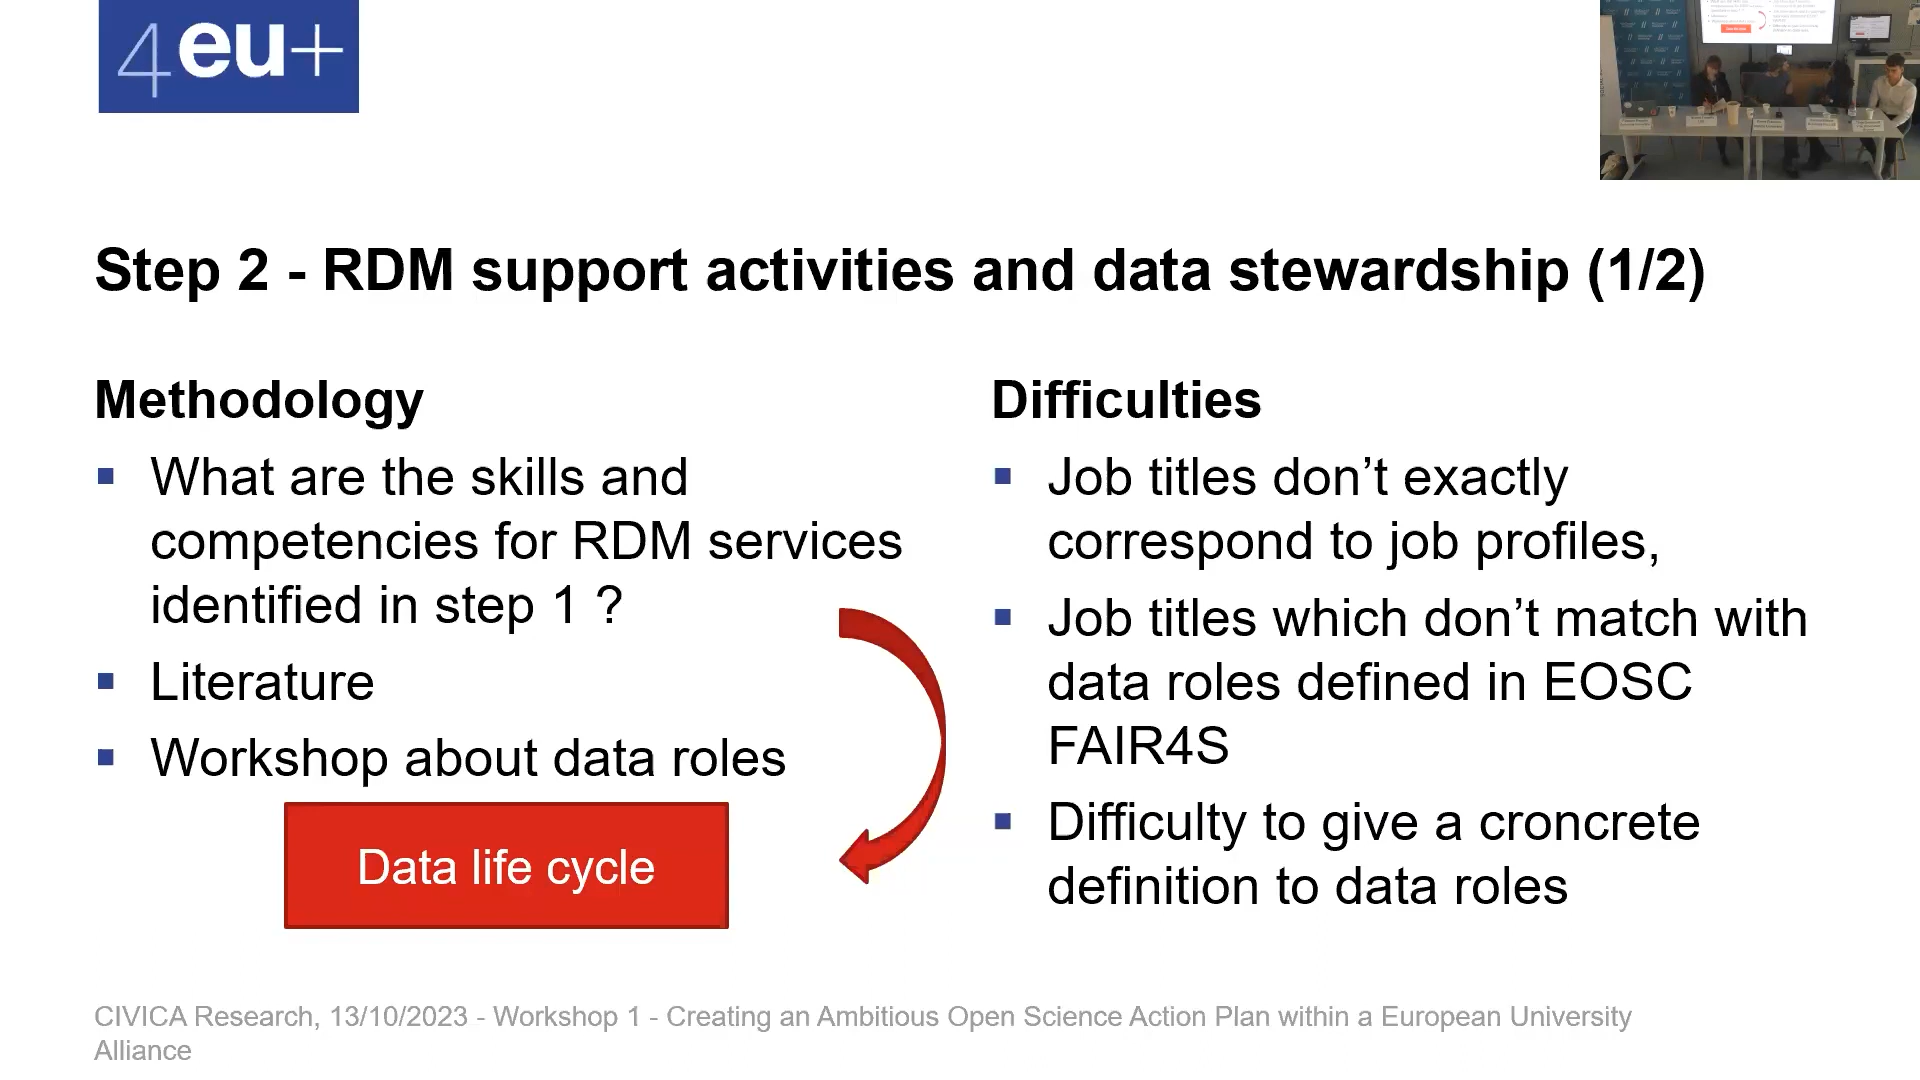 4eu+
Step 2 - RDM support activities and data stewardship (1/2)
Methodology
What are the skills and
competencies for RDM services
identified in step 1 ?
Literature
Workshop about data roles
Data life cycle
Difficulties
Job titles don’t exactly
correspond to job profiles,
Job titles which don’t match with
data roles defined in EOSC
FAIR4S
Difficulty to give a croncrete
definition to data roles
CIVICA Research, 13/10/2023 - Workshop 1 - Creating an Ambitious Open Science Action Plan within a European University
Alliance